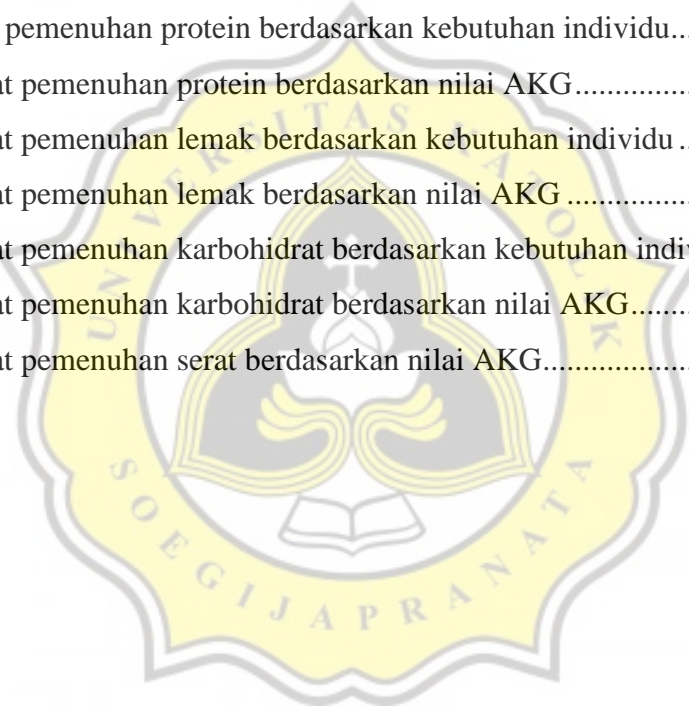 pemenuhan protein berdasarkan kebutuhan individu...
at pemenuhan protein berdasarkan nilai AKG................
at pemenuhan lemak berdasarkan kebutuhan individu ..
at pemenuhan lemak berdasarkan nilai AKG .................
at pemenuhan karbohidrat berdasarkan kebutuhan indiv
at pemenuhan karbohidrat berdasarkan nilai AKG........
at pemenuhan serat berdasarkan nilai AKG....................
UNIVERSITAS KATOLIK
SOEGIJAPRANATA